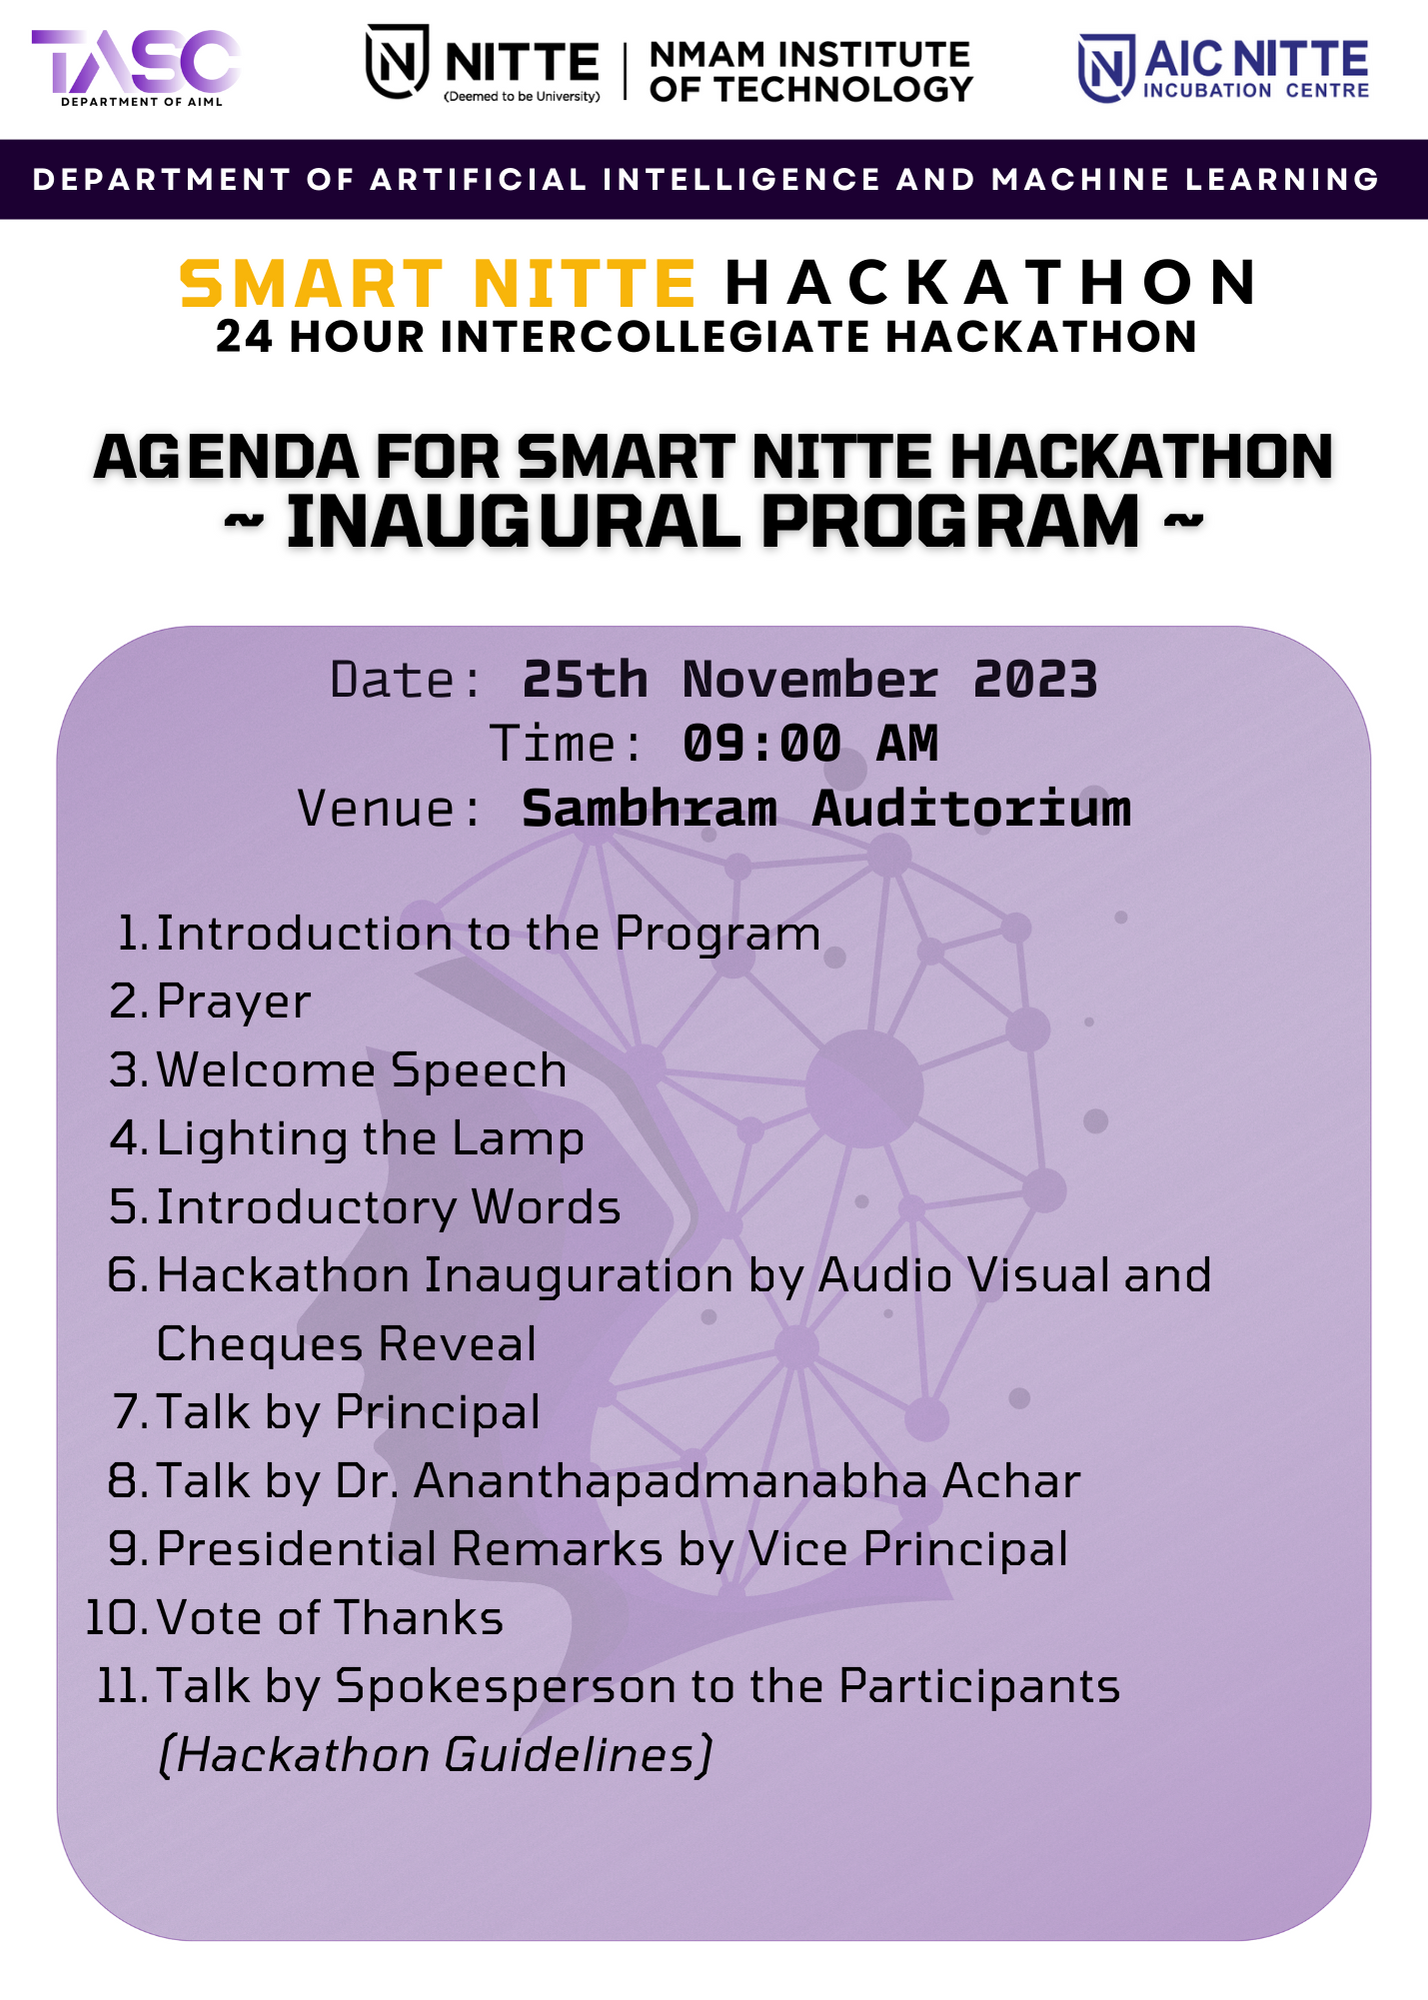 TASC
DEPARTMENT OF AIML
N NITTE
(Deemed to be University)
NMAM INSTITUTE
OF TECHNOLOGY
N AIC NITTE
INCUBATION CENTRE
DEPARTMENT OF ARTIFICIAL INTELLIGENCE AND MACHINE LEARNING
SMART NITTE HACKATHON
24 HOUR INTERCOLLEGIATE HACKATHON
AGENDA FOR SMART NITTE HACKATHON
~ INAUGURAL PROGRAM ~
Date: 25th November 2023
Time: 09:00 AM
Venue: Sambhram Auditorium
1. Introduction to the Program
2. Prayer
3. Welcome Speech
4. Lighting the Lamp
5. Introductory Words
6. Hackathon Inauguration by Audio Visual and
Cheques Reveal
7. Talk by Principal
8. Talk by Dr. Ananthapadmanabha Achar
9. Presidential Remarks by Vice Principal
10. Vote of Thanks
11. Talk by Spokesperson to the Participants
(Hackathon Guidelines)